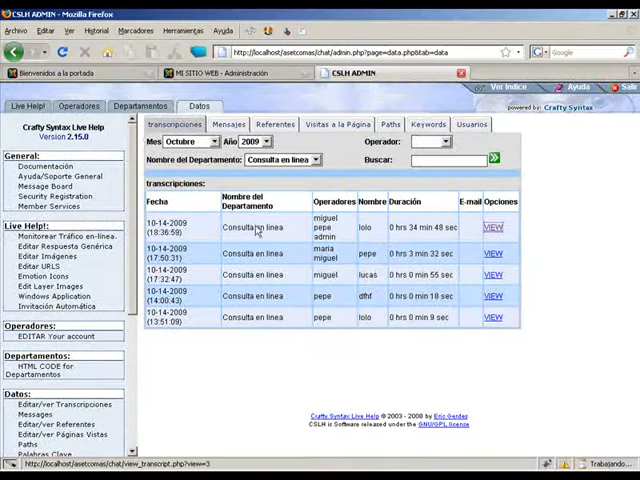 CSLH ADMIN - Mozilla Firefox
Archivo Editar Ver Historial Marcadores Herramientas Ayuda
http://localhost/asetcomas/chat/admin.php?page=data.php&tab=data
Google
Bienvenidos a la portada MI SITIO WEB - Administración CSLH ADMIN
Ver Indice Ayuda Salir
powered by: Crafty Syntax
Live Help! Operadores Departamentos Datos
Crafty Syntax Live Help
Version 2.15.0
General:
Documentación
Ayuda/Soporte General
Message Board
Security Registration
Member Services
Live Help!:
Monitorear Tráfico en-linea.
Editar Respuesta Genérica
Editar Imágenes
Editar URLS
Emotion Icons
Edit Layer Images
Windows Application
Invitación Automática
Operadores:
EDITAR Your account
Departamentos:
HTML CODE for
Departamentos
Datos:
Editar/ver Transcripciones
Messages
Editar/ver Referentes
Editar/ver Páginas Vistas
Paths
transcripciones Mensajes Referentes Visitas a la Página Paths Keywords Usuarios
Mes Octubre Año 2009 Operador:
Nombre del Departamento: Consulta en linea Buscar:
transcripciones:
Fecha Nombre del Departamento Operadores Nombre Duración E-mail Opciones
10-14-2009 (18:36:59) Consulta en linea miguel pepe admin lolo 0 hrs 34 min 48 sec VIEW
10-14-2009 (17:50:31) Consulta en linea maria miguel pepe 0 hrs 3 min 32 sec VIEW
10-14-2009 (17:32:47) Consulta en linea miguel lucas 0 hrs 0 min 55 sec VIEW
10-14-2009 (14:00:43) Consulta en linea pepe dfhf 0 hrs 0 min 18 sec VIEW
10-14-2009 (13:51:09) Consulta en linea pepe lolo 0 hrs 0 min 9 sec VIEW
Crafty Syntax Live Help © 2003 - 2008 by Eric Gerdes
CSLH is Software released under the GNU/GPL license
http://localhost/asetcomas/chat/view_transcript.php?view=3
Trabajando...